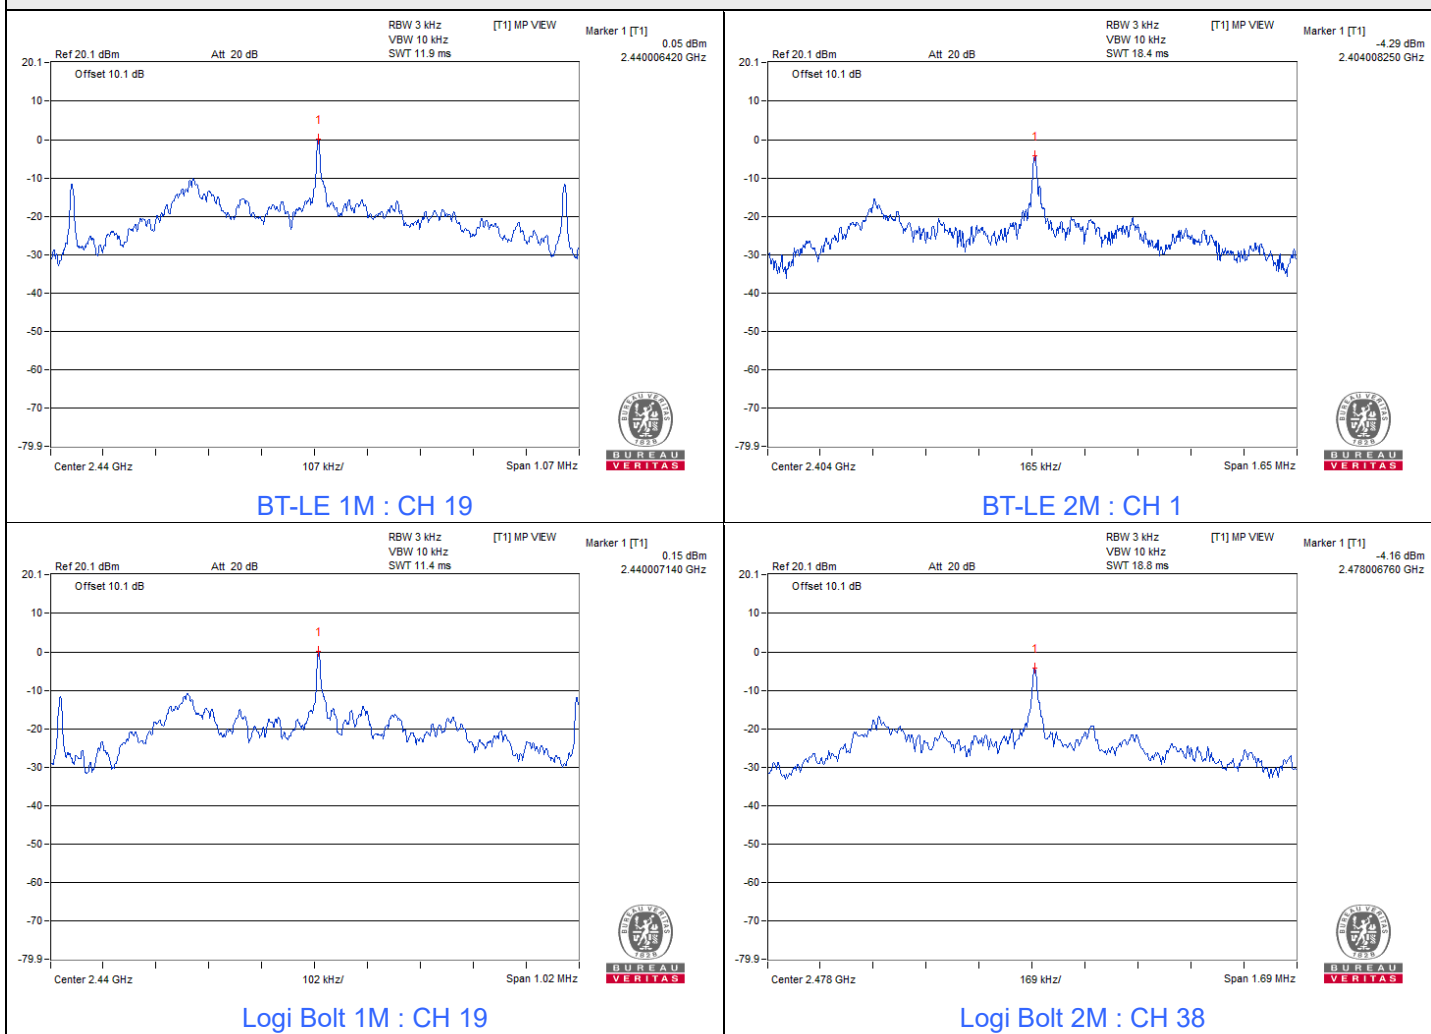 RBW 3 kHz
[T1] MP VIEW
Marker 1 [T1]
VBW 10 kHz
0.05 dBm
Ref 20.1 dBm
Att 20 dB
SWT 11.9 ms
2.440006420 GHz
20.1
Offset 10.1 dB
10
1
0
-10
-20
-30
-40
-50
-60
-70
-79.9
BUREAU VERITAS
1828
BUREAU
VERITAS
Center 2.44 GHz
107 kHz/
Span 1.07 MHz
BT-LE 1M : CH 19
RBW 3 kHz
[T1] MP VIEW
Marker 1 [T1]
VBW 10 kHz
-4.29 dBm
Ref 20.1 dBm
Att 20 dB
SWT 18.4 ms
2.404008250 GHz
20.1
Offset 10.1 dB
10
1
0
-10
-20
-30
-40
-50
-60
-70
-79.9
BUREAU VERITAS
1828
BUREAU
VERITAS
Center 2.404 GHz
165 kHz/
Span 1.65 MHz
BT-LE 2M : CH 1
RBW 3 kHz
[T1] MP VIEW
Marker 1 [T1]
VBW 10 kHz
0.15 dBm
Ref 20.1 dBm
Att 20 dB
SWT 11.4 ms
2.440007140 GHz
20.1
Offset 10.1 dB
10
1
0
-10
-20
-30
-40
-50
-60
-70
-79.9
BUREAU VERITAS
1828
BUREAU
VERITAS
Center 2.44 GHz
102 kHz/
Span 1.02 MHz
Logi Bolt 1M : CH 19
RBW 3 kHz
[T1] MP VIEW
Marker 1 [T1]
VBW 10 kHz
-4.16 dBm
Ref 20.1 dBm
Att 20 dB
SWT 18.8 ms
2.478006760 GHz
20.1
Offset 10.1 dB
10
1
0
-10
-20
-30
-40
-50
-60
-70
-79.9
BUREAU VERITAS
1828
BUREAU
VERITAS
Center 2.478 GHz
169 kHz/
Span 1.69 MHz
Logi Bolt 2M : CH 38